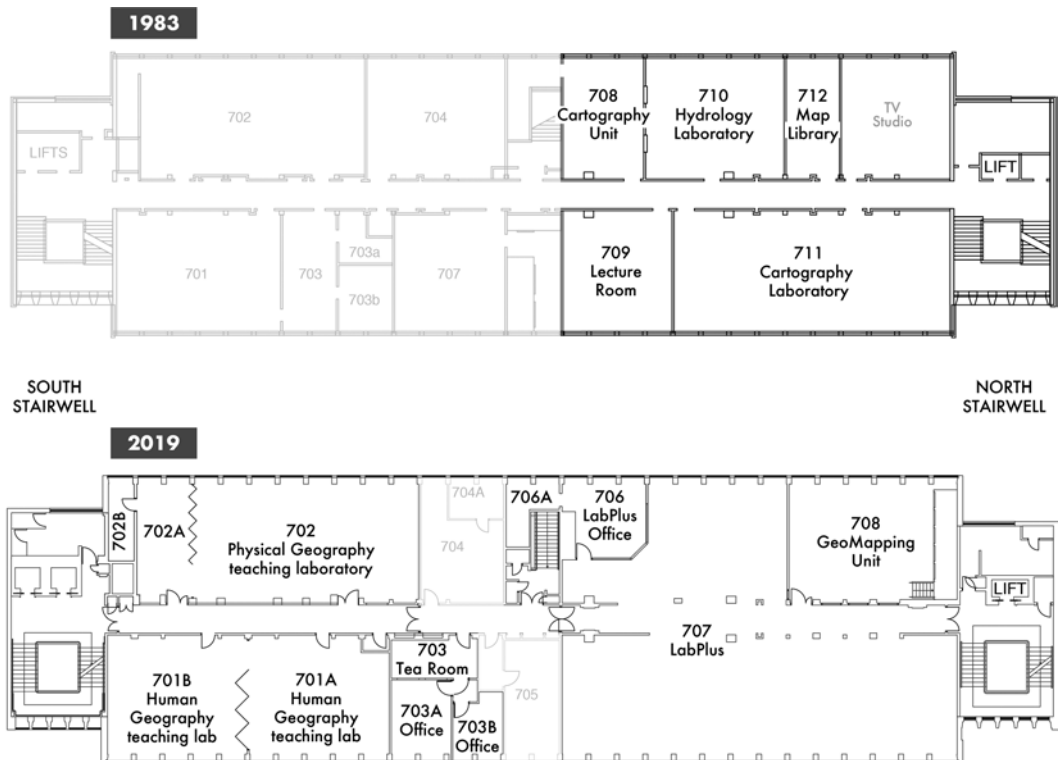 1983
702
704
708
Cartography
Unit
710
Hydrology
Laboratory
712
Map
Library
TV
Studio
LIFTS
LIFT
701
703
703a
703b
707
709
Lecture
Room
711
Cartography
Laboratory
SOUTH
STAIRWELL
NORTH
STAIRWELL
2019
702B
702A
702
Physical Geography
teaching laboratory
704A
704
706A
706
LabPlus
Office
708
GeoMapping
Unit
LIFT
701B
Human
Geography
teaching lab
701A
Human
Geography
teaching lab
703
Tea Room
703A
Office
703B
Office
705
707
LabPlus